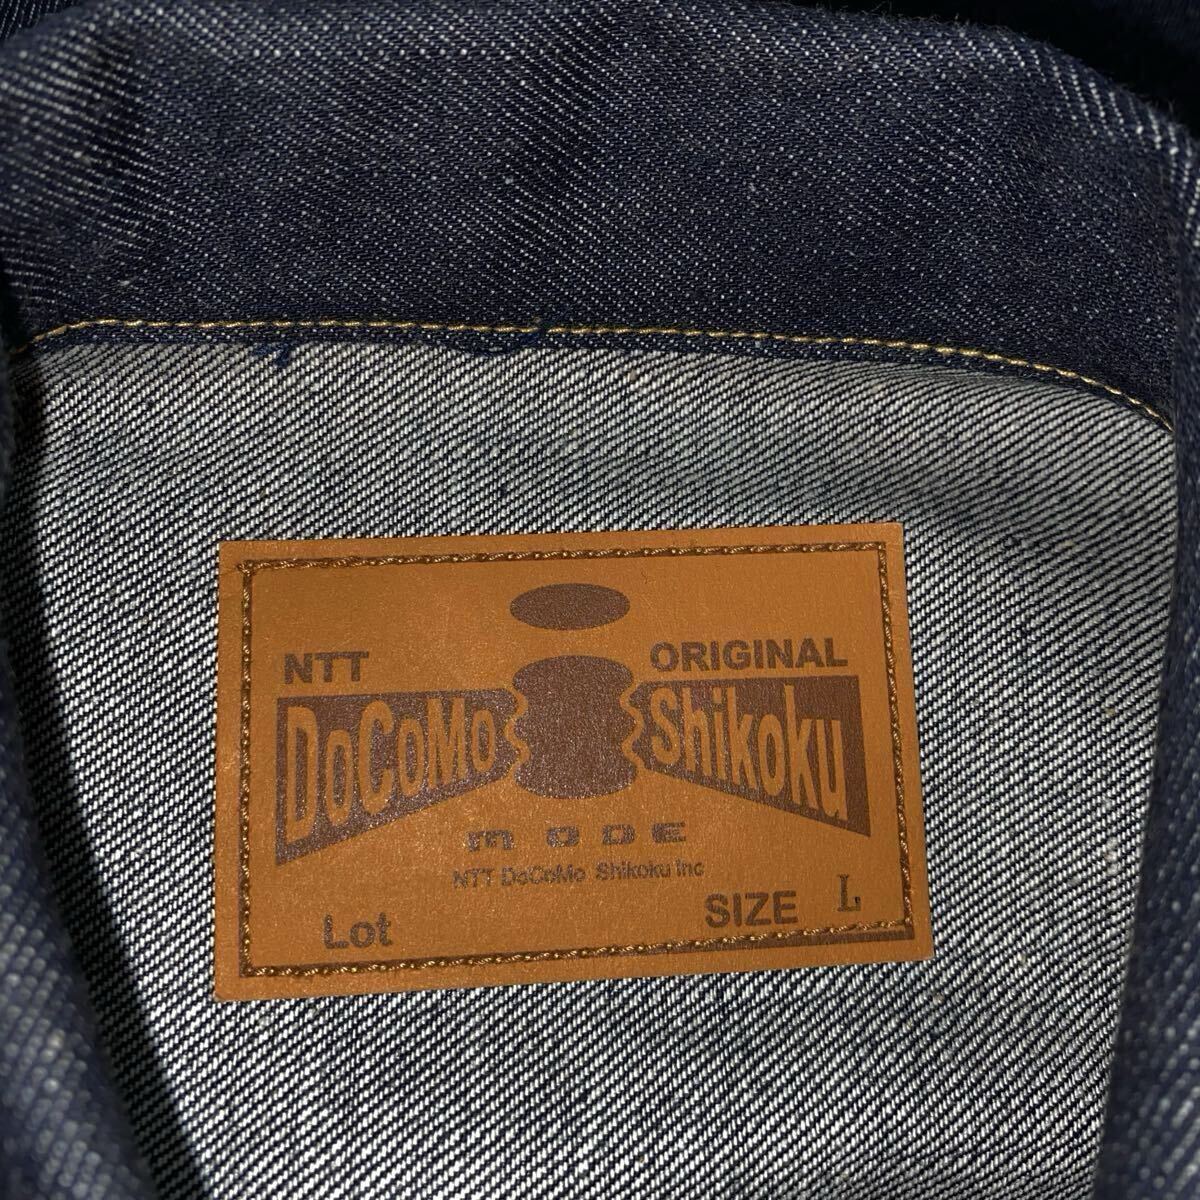 NTT ORIGINAL
DoCoMo Shikoku
MODE
NTT DoCoMo Shikoku Inc
Lot SIZE L